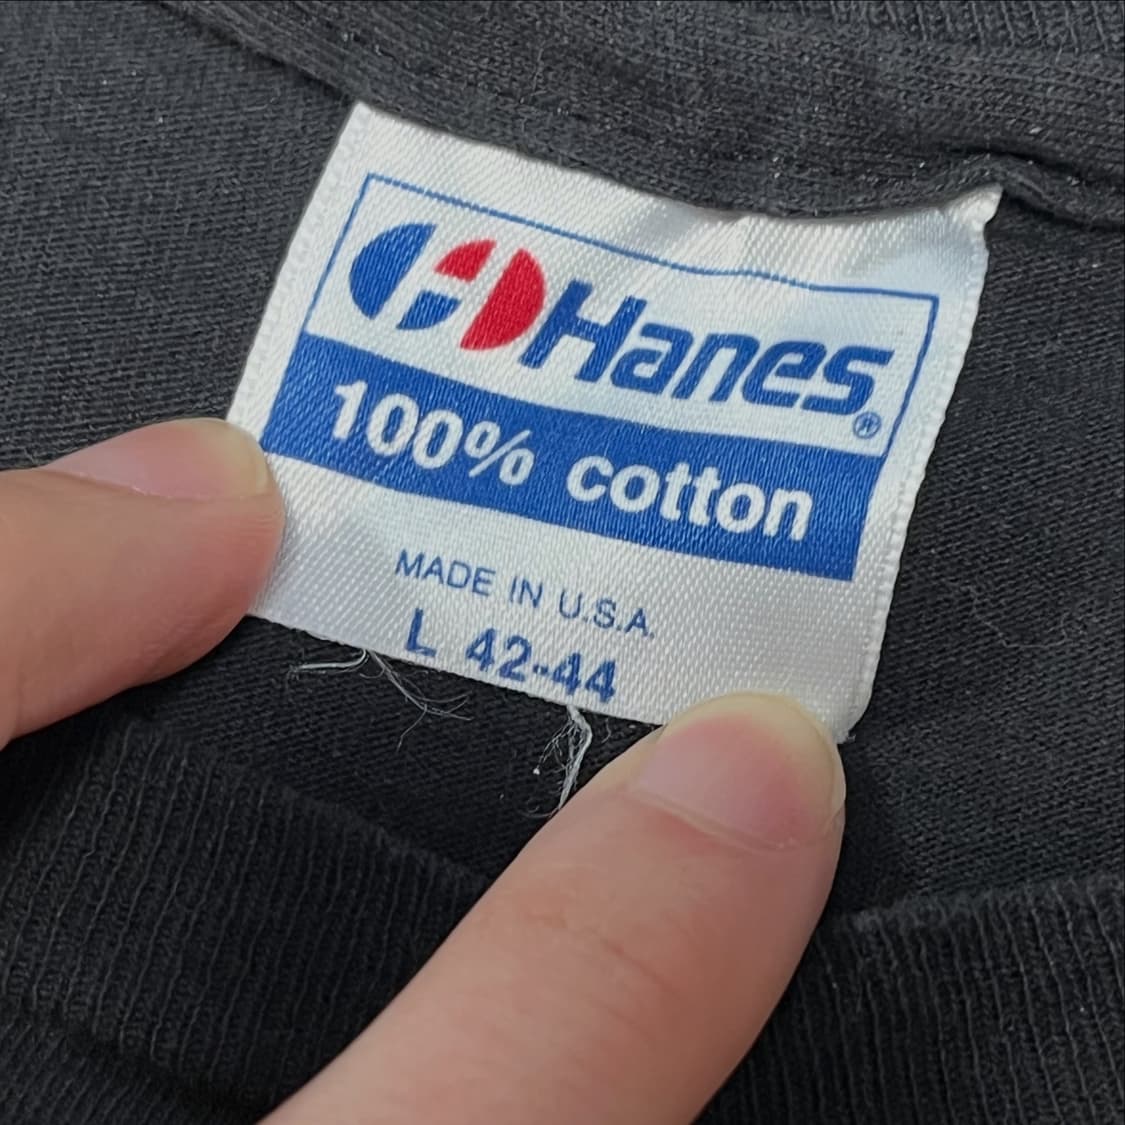 Hanes®
100% cotton
MADE IN U.S.A.
L 42-44